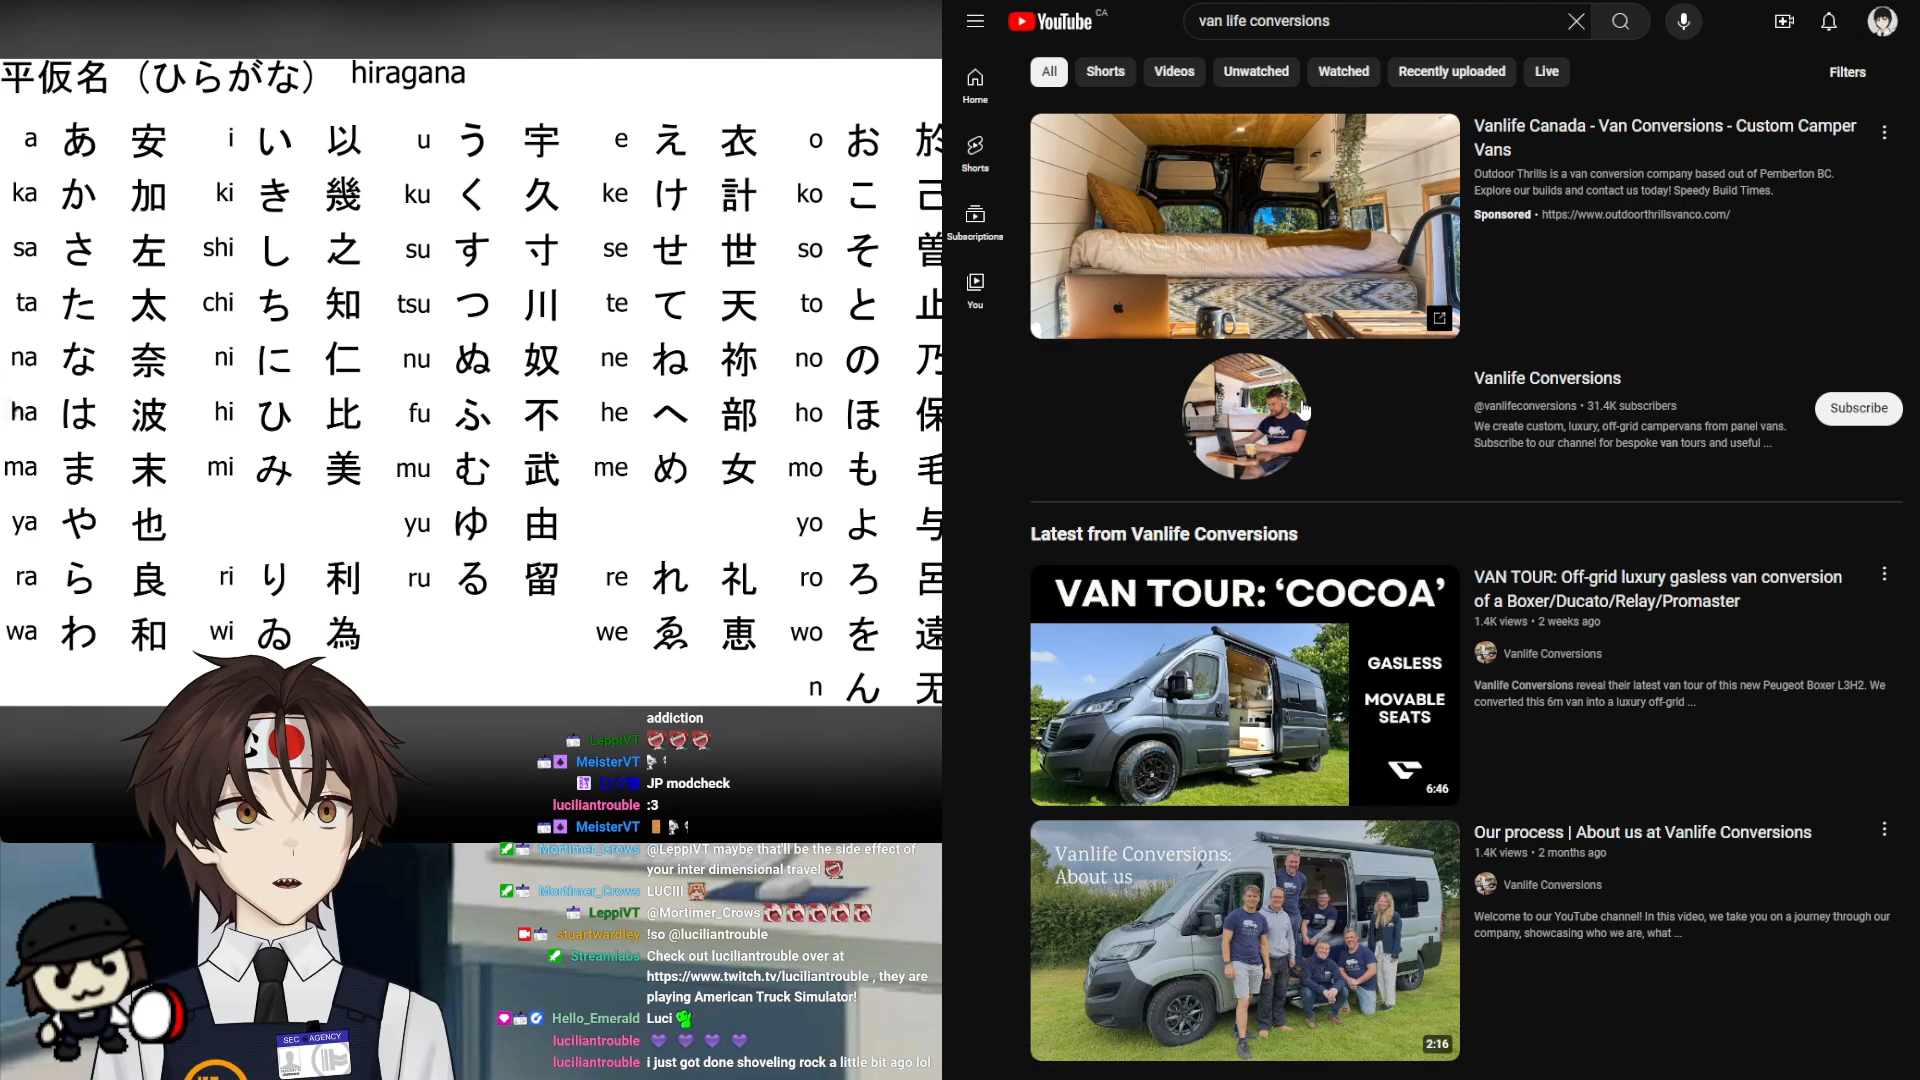 平仮名 （ひらがな） hiragana
a あ 安 i い 以 u う 宇 e え 衣 o お 於
ka か 加 ki き 幾 ku く 久 ke け 計 ko こ 己
sa さ 左 shi し 之 su す 寸 se せ 世 so そ 曽
ta た 太 chi ち 知 tsu つ 川 te て 天 to と 止
na な 奈 ni に 仁 nu ぬ 奴 ne ね 祢 no の 乃
ha は 波 hi ひ 比 fu ふ 不 he へ 部 ho ほ 保
ma ま 末 mi み 美 mu む 武 me め 女 mo も 毛
ya や 也 yu ゆ 由 yo よ 与
ra ら 良 ri り 利 ru る 留 re れ 礼 ro ろ 呂
wa わ 和 wi ゐ 為 we ゑ 恵 wo を 遠
n ん 无
addiction
LeppiVT
MeisterVT
JP modcheck
luciliantrouble :3
MeisterVT
Mortimer_Crows @LeppiVT maybe that'll be the side effect of
your inter dimensional travel
Mortimer_Crows LUCIII
LeppiVT @Mortimer_Crows
stuartwardley !so @luciliantrouble
Streamlabs Check out luciliantrouble over at
https://www.twitch.tv/luciliantrouble , they are
playing American Truck Simulator!
Hello_Emerald Luci
luciliantrouble
luciliantrouble i just got done shoveling rock a little bit ago lol
SEC AGENCY
YouTube CA
van life conversions
Home
Shorts
Subscriptions
You
All Shorts Videos Unwatched Watched Recently uploaded Live Filters
Vanlife Canada - Van Conversions - Custom Camper
Vans
Outdoor Thrills is a van conversion company based out of Pemberton BC.
Explore our builds and contact us today! Speedy Build Times.
Sponsored · https://www.outdoorthrillsvanco.com/
Vanlife Conversions
@vanlifeconversions • 31.4K subscribers
We create custom, luxury, off-grid campervans from panel vans.
Subscribe to our channel for bespoke van tours and useful ...
Subscribe
Latest from Vanlife Conversions
VAN TOUR: 'COCOA'
GASLESS
MOVABLE
SEATS
6:46
VAN TOUR: Off-grid luxury gasless van conversion
of a Boxer/Ducato/Relay/Promaster
1.4K views • 2 weeks ago
Vanlife Conversions
Vanlife Conversions reveal their latest van tour of this new Peugeot Boxer L3H2. We
converted this 6m van into a luxury off-grid ...
Vanlife Conversions:
About us
2:16
Our process | About us at Vanlife Conversions
1.4K views • 2 months ago
Vanlife Conversions
Welcome to our YouTube channel! In this video, we take you on a journey through our
company, showcasing who we are, what ...